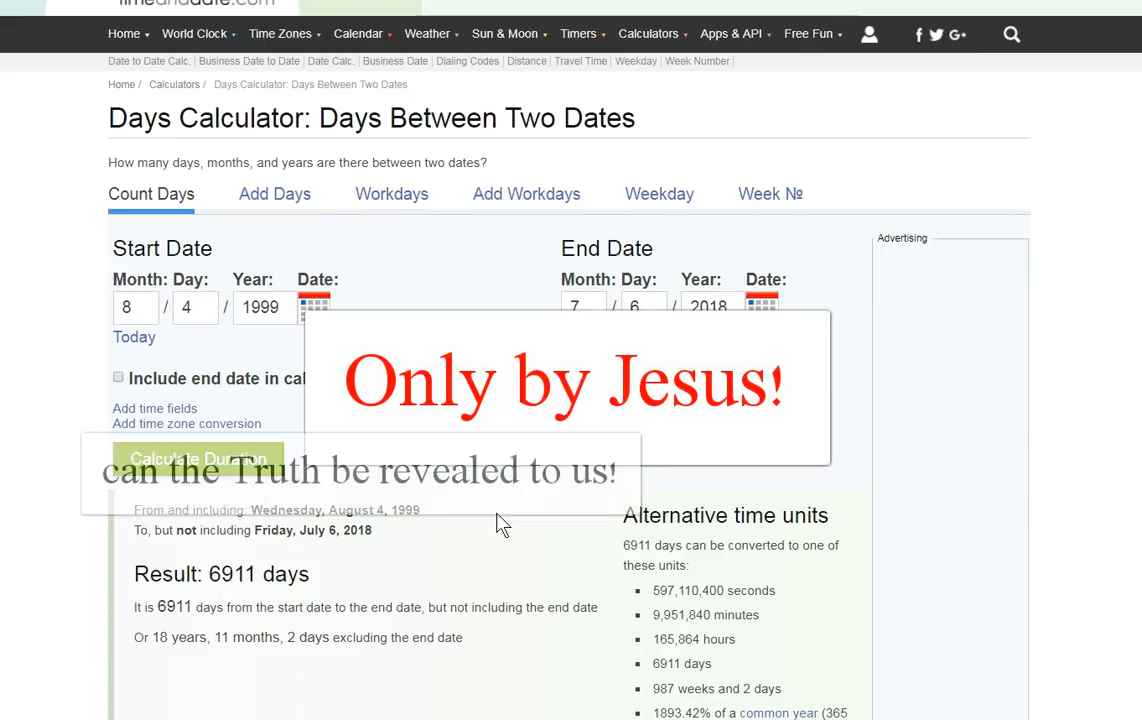 timeanddate.com
Home World Clock Time Zones Calendar Weather Sun & Moon Timers Calculators Apps & API Free Fun
Date to Date Calc. | Business Date to Date | Date Calc. | Business Date | Dialing Codes | Distance | Travel Time | Weekday | Week Number |
Home / Calculators / Days Calculator: Days Between Two Dates
Days Calculator: Days Between Two Dates
How many days, months, and years are there between two dates?
Count Days Add Days Workdays Add Workdays Weekday Week №
Advertising
Start Date
Month: Day: Year: Date:
8 / 4 / 1999
Today
End Date
Month: Day: Year: Date:
7 / 6 / 2018
Only by Jesus!
Include end date in cal
Add time fields
Add time zone conversion
Calculate Duration
can the Truth be revealed to us!
From and including: Wednesday, August 4, 1999
To, but not including Friday, July 6, 2018
Result: 6911 days
It is 6911 days from the start date to the end date, but not including the end date
Or 18 years, 11 months, 2 days excluding the end date
Alternative time units
6911 days can be converted to one of
these units:
597,110,400 seconds
9,951,840 minutes
165,864 hours
6911 days
987 weeks and 2 days
1893.42% of a common year (365